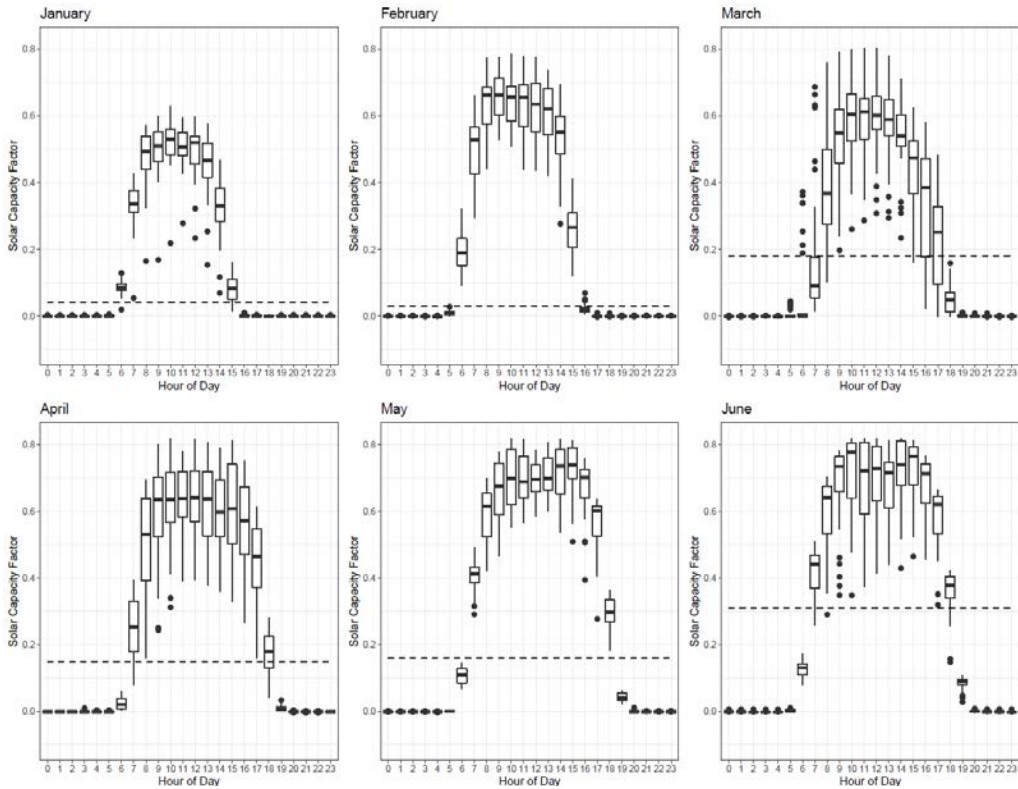 January
February
March
Solar Capacity Factor
0.8
0.6
0.4
0.2
0.0
0 1 2 3 4 5 6 7 8 9 10 11 12 13 14 15 16 17 18 19 20 21 22 23
Hour of Day
Solar Capacity Factor
0.8
0.6
0.4
0.2
0.0
0 1 2 3 4 5 6 7 8 9 10 11 12 13 14 15 16 17 18 19 20 21 22 23
Hour of Day
Solar Capacity Factor
0.8
0.6
0.4
0.2
0.0
0 1 2 3 4 5 6 7 8 9 10 11 12 13 14 15 16 17 18 19 20 21 22 23
Hour of Day
April
May
June
Solar Capacity Factor
0.8
0.6
0.4
0.2
0.0
0 1 2 3 4 5 6 7 8 9 10 11 12 13 14 15 16 17 18 19 20 21 22 23
Hour of Day
Solar Capacity Factor
0.8
0.6
0.4
0.2
0.0
0 1 2 3 4 5 6 7 8 9 10 11 12 13 14 15 16 17 18 19 20 21 22 23
Hour of Day
Solar Capacity Factor
0.8
0.6
0.4
0.2
0.0
0 1 2 3 4 5 6 7 8 9 10 11 12 13 14 15 16 17 18 19 20 21 22 23
Hour of Day